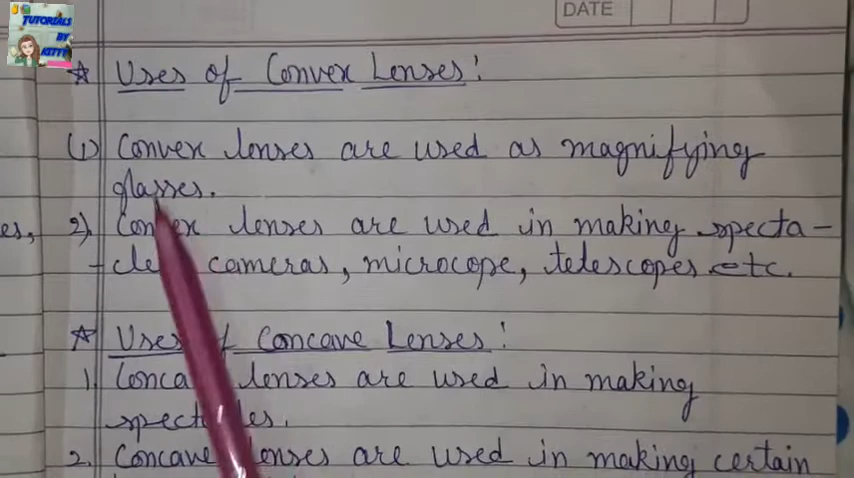 TUTORIALS
BY
KITTY
DATE
☆ Uses of Convex Lenses:
(1) Convex lenses are used as magnifying
glasses.
es, 2) Convex lenses are used in making specta-
-cle cameras, microcope, telescopes etc.
☆ Uses of Concave Lenses:
1. Concave lenses are used in making
spectacles.
2. Concave lenses are used in making certain